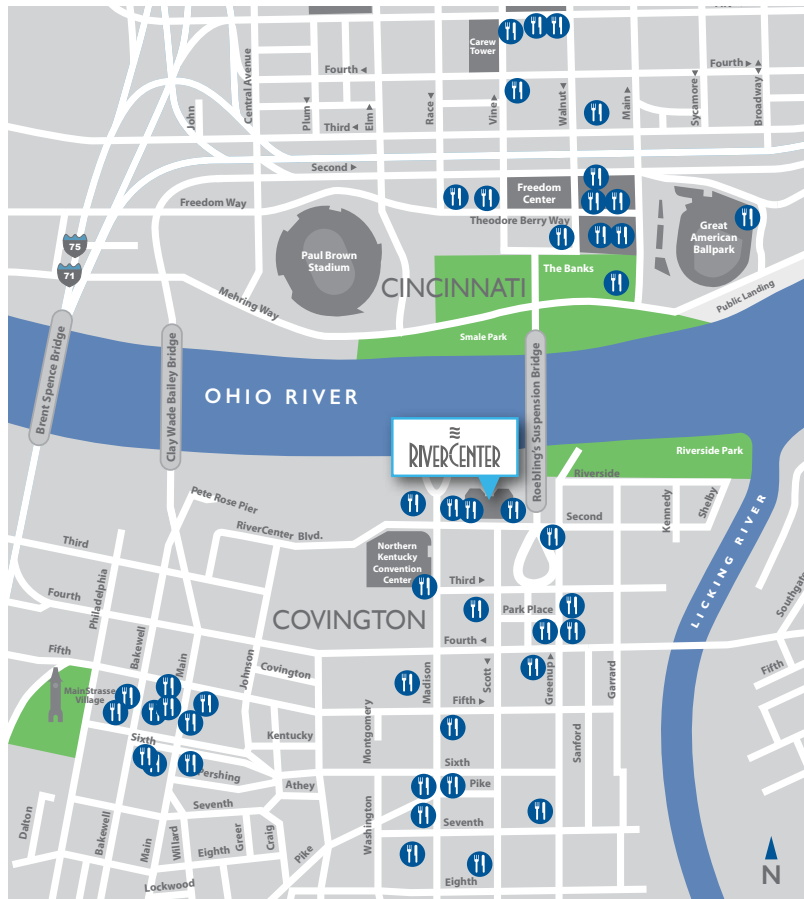 Carew
Tower
Fourth
Fourth
Central Avenue
John
Plum
Elm
Race
Vine
Walnut
Main
Sycamore
Broadway
Third
Second
Freedom Way
Freedom
Center
Theodore Berry Way
Great
American
Ballpark
75
71
Paul Brown
Stadium
CINCINNATI
The Banks
Mehring Way
Public Landing
Smale Park
Brent Spence Bridge
Clay Wade Bailey Bridge
Roebling's Suspension Bridge
OHIO RIVER
RIVERCENTER
Riverside Park
Riverside
Pete Rose Pier
RiverCenter Blvd.
Second
Kennedy
Shelby
LICKING RIVER
Third
Northern
Kentucky
Convention
Center
Third
Philadelphia
Fourth
Park Place
Southgate
COVINGTON
Fourth
Fifth
Bakewell
Main
Johnson
Covington
Madison
Scott
Greenup
Garrard
Fifth
MainStrasse
Village
Fifth
Montgomery
Sixth
Kentucky
Sanford
Sixth
Pershing
Athey
Pike
Seventh
Washington
Seventh
Dalton
Bakewell
Main
Willard
Greer
Craig
Eighth
Pike
Lockwood
Eighth
N